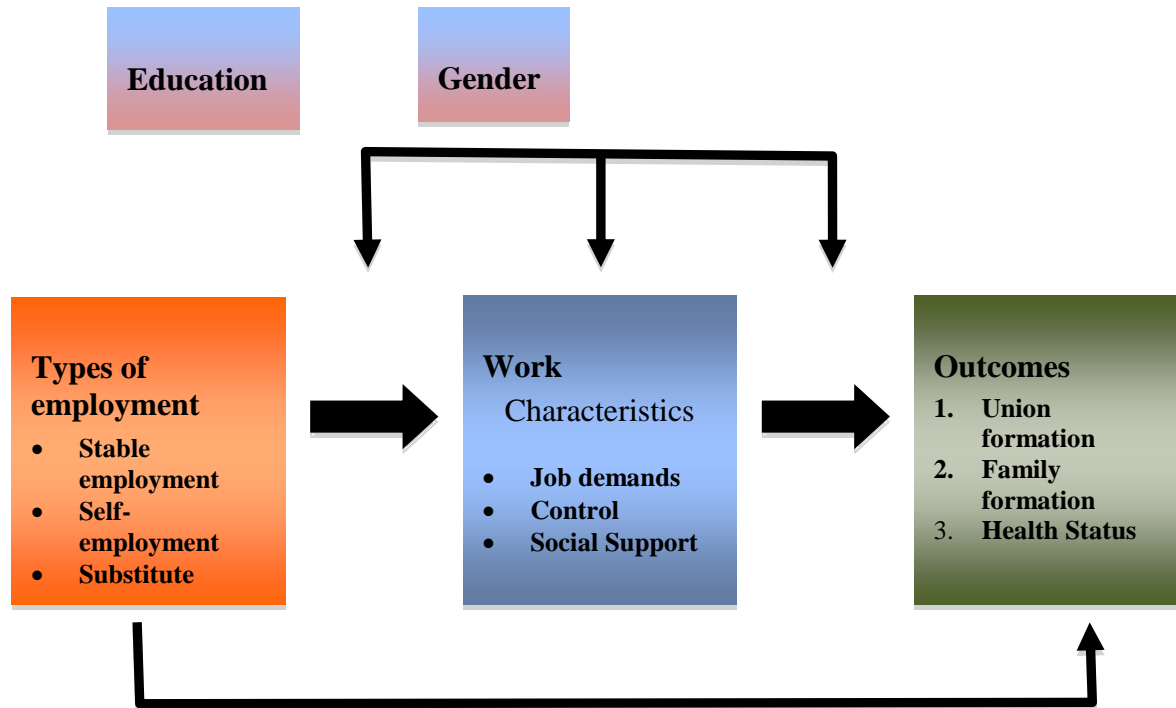 Education
Gender
Types of
employment
• Stable
employment
• Self-
employment
• Substitute
Work
Characteristics
• Job demands
• Control
• Social Support
Outcomes
1. Union
formation
2. Family
formation
3. Health Status